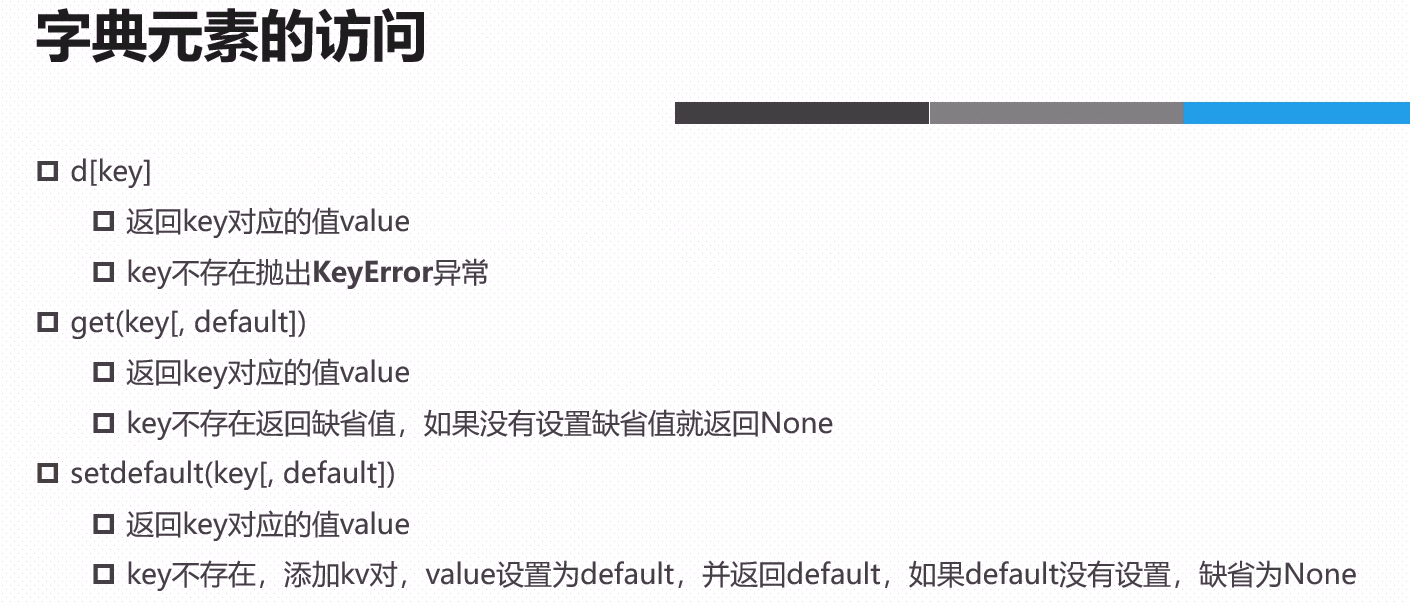 字典元素的访问
d[key]
返回key对应的值value
key不存在抛出KeyError异常
get(key[, default])
返回key对应的值value
key不存在返回缺省值，如果没有设置缺省值就返回None
setdefault(key[, default])
返回key对应的值value
key不存在，添加kv对，value设置为default，并返回default，如果default没有设置，缺省为None